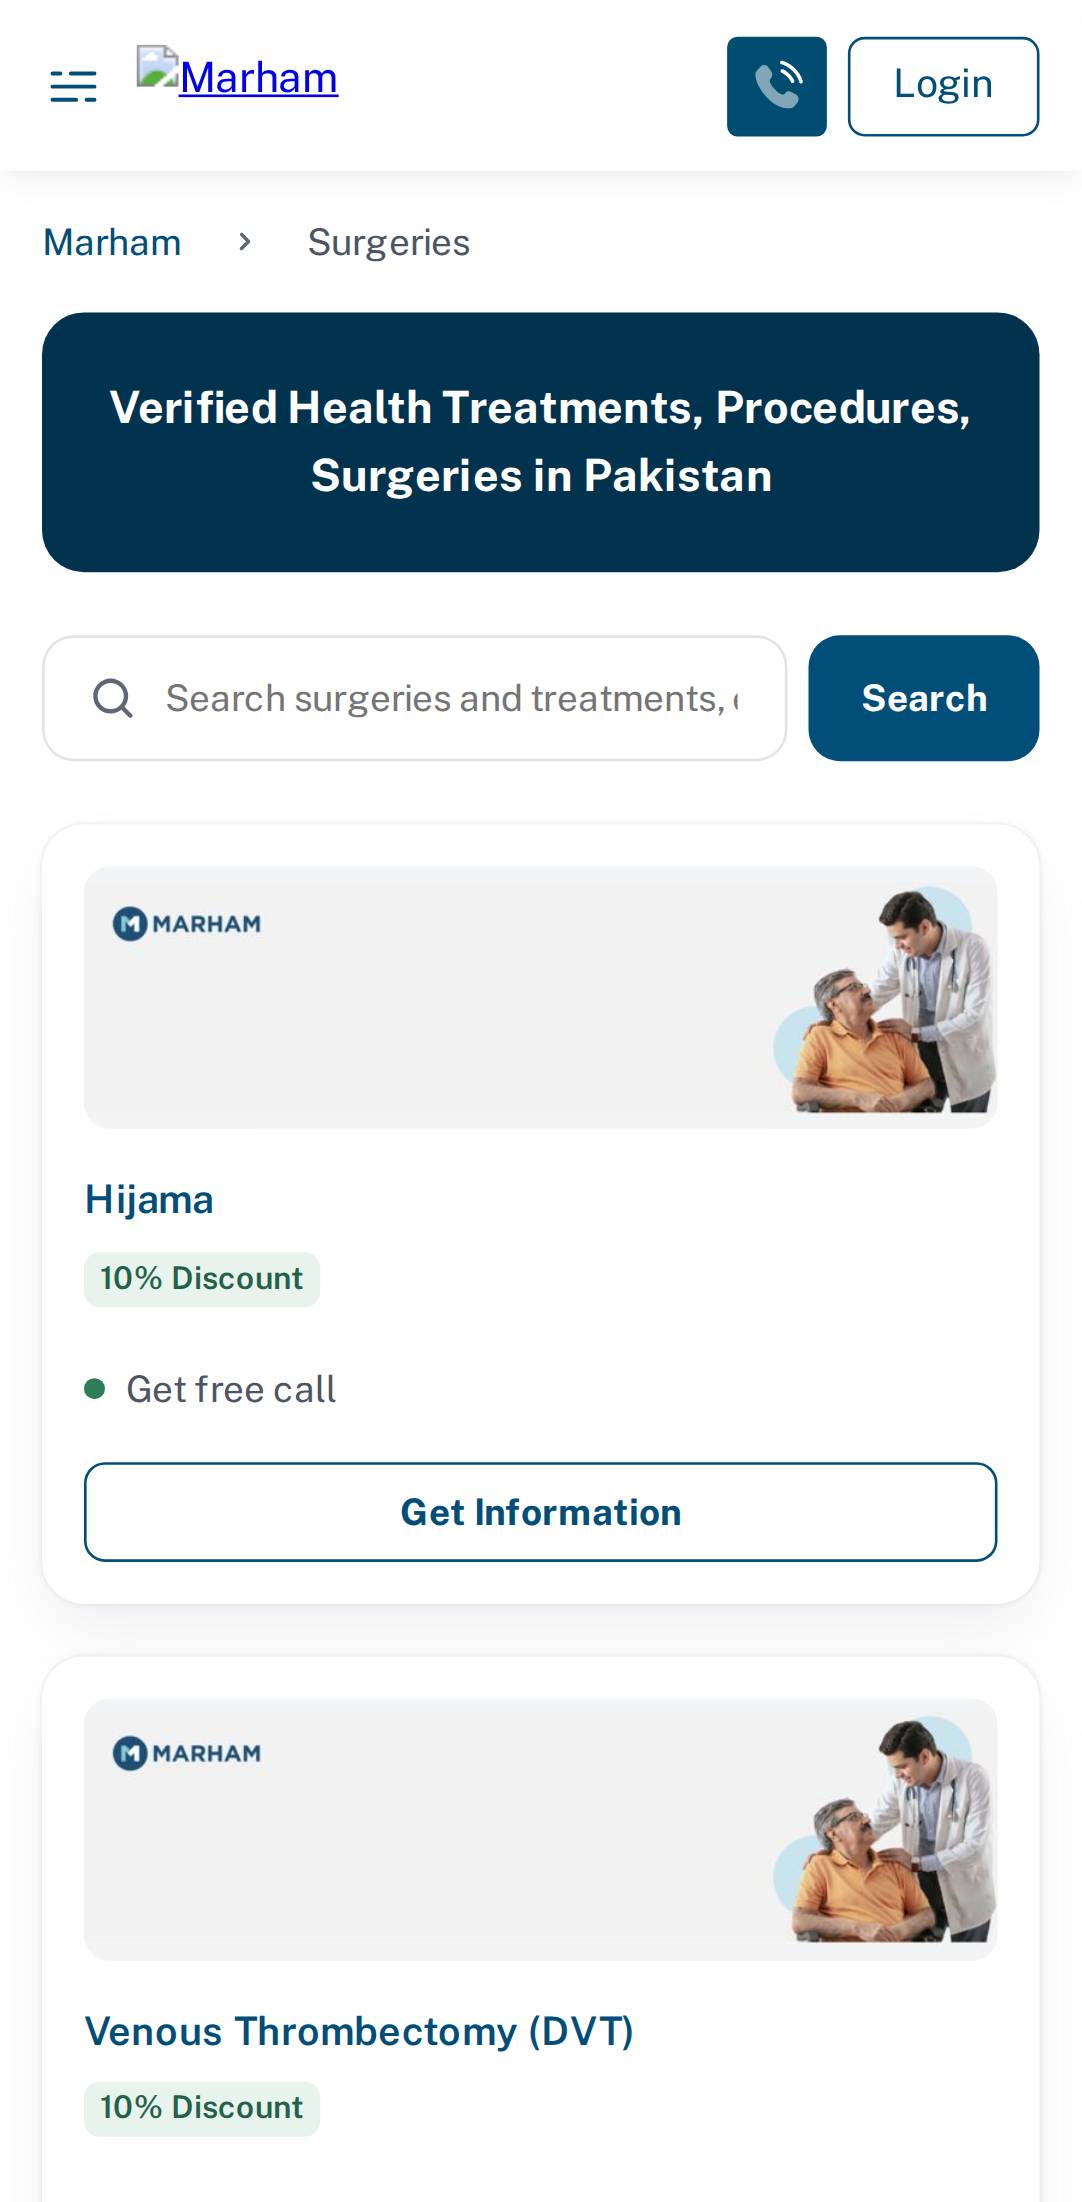 Marham
Login
Marham > Surgeries
Verified Health Treatments, Procedures,
Surgeries in Pakistan
Search surgeries and treatments,
Search
MARHAM
Hijama
10% Discount
Get free call
Get Information
MARHAM
Venous Thrombectomy (DVT)
10% Discount